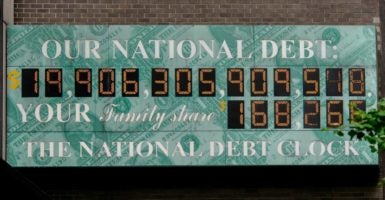 OUR NATIONAL DEBT:
$19,906,305,909,518
YOUR Family share $168,265
THE NATIONAL DEBT CLOCK